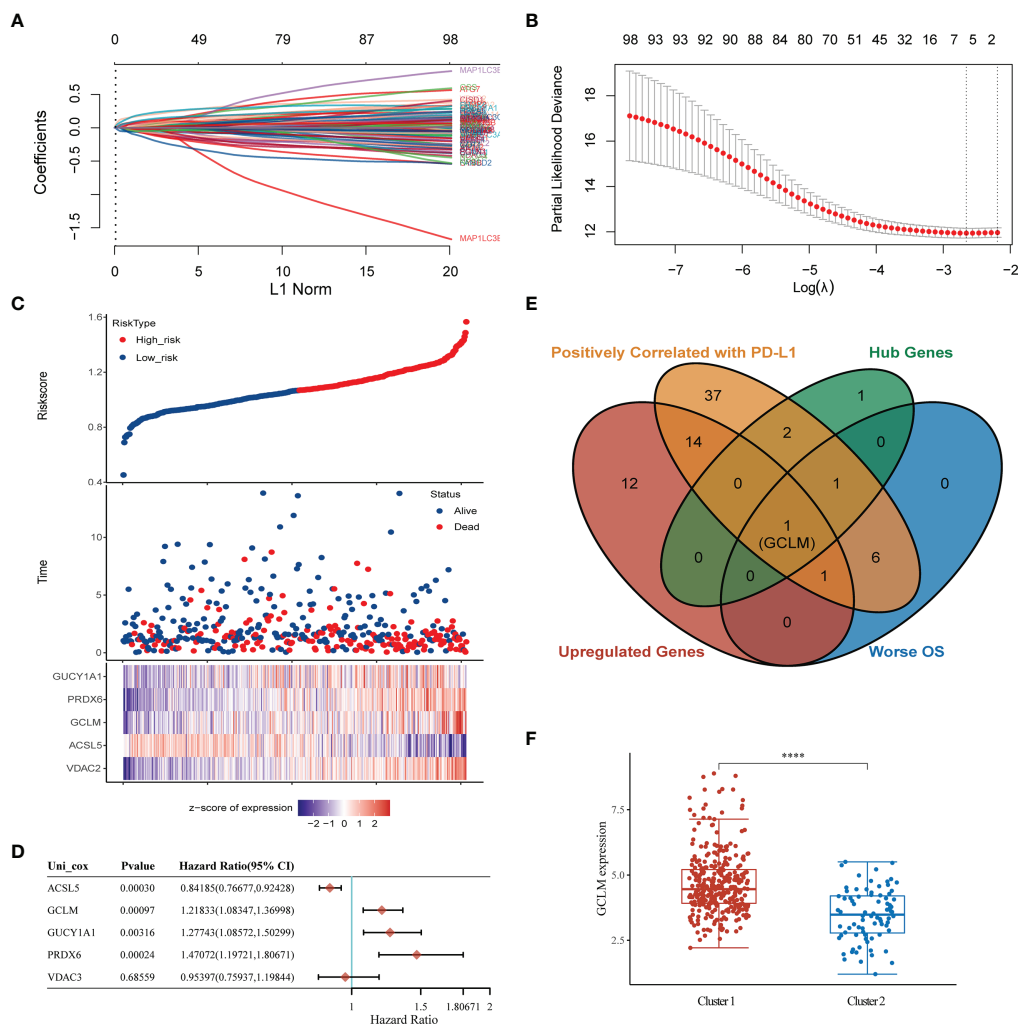 A
0 49 79 87 98
Coefficients
0.5
0.0
−0.5
−1.5
MAP1LC3B
ATG7
MAP1LC3B
0 5 10 15 20
L1 Norm
B
98 93 93 92 90 88 84 80 70 51 45 32 16 7 5 2
Partial Likelihood Deviance
18
16
14
12
−7 −6 −5 −4 −3 −2
Log(λ)
C
RiskType
High_risk
Low_risk
Riskscore
1.6
1.2
0.8
0.4
Status
Alive
Dead
Time
10
5
0
GUCY1A1
PRDX6
GCLM
ACSL5
VDAC2
z−score of expression
−2 −1 0 1 2
D
Uni_cox Pvalue Hazard Ratio(95% CI)
ACSL5 0.00030 0.84185(0.76677,0.92428)
GCLM 0.00097 1.21833(1.08347,1.36998)
GUCY1A1 0.00316 1.27743(1.08572,1.50299)
PRDX6 0.00024 1.47072(1.19721,1.80671)
VDAC3 0.68559 0.95397(0.75937,1.19844)
1 1.5 1.80671 2
Hazard Ratio
E
Positively Correlated with PD-L1
Hub Genes
37
1
14
2
0
12
0
1
0
1
(GCLM)
0
0
1
6
0
Upregulated Genes
Worse OS
F
****
GCLM expression
7.5
5.0
2.5
Cluster 1
Cluster 2